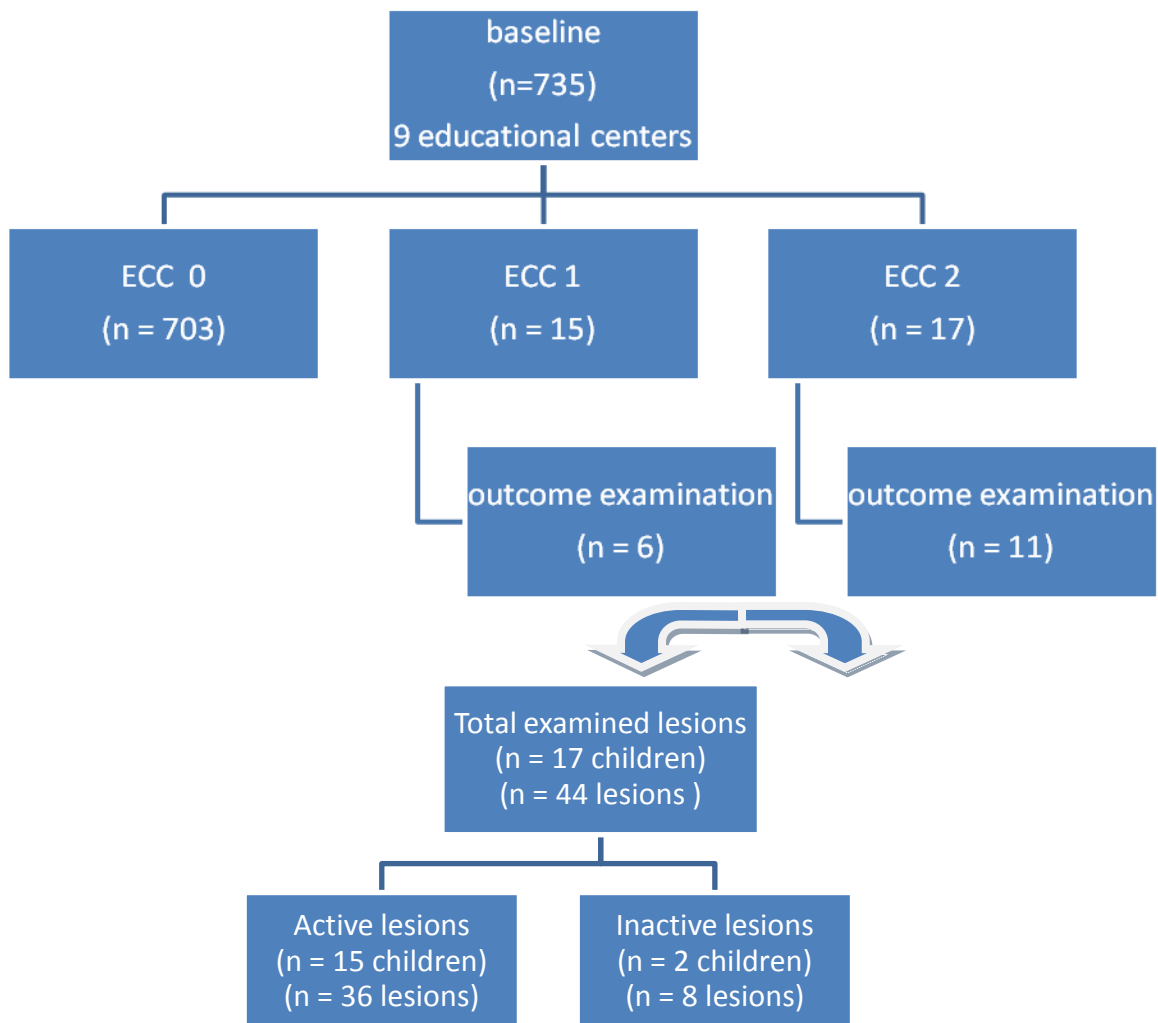 baseline
(n=735)
9 educational centers
ECC 0
(n = 703)
ECC 1
(n = 15)
ECC 2
(n = 17)
outcome examination
(n = 6)
outcome examination
(n = 11)
Total examined lesions
(n = 17 children)
(n = 44 lesions )
Active lesions
(n = 15 children)
(n = 36 lesions)
Inactive lesions
(n = 2 children)
(n = 8 lesions)